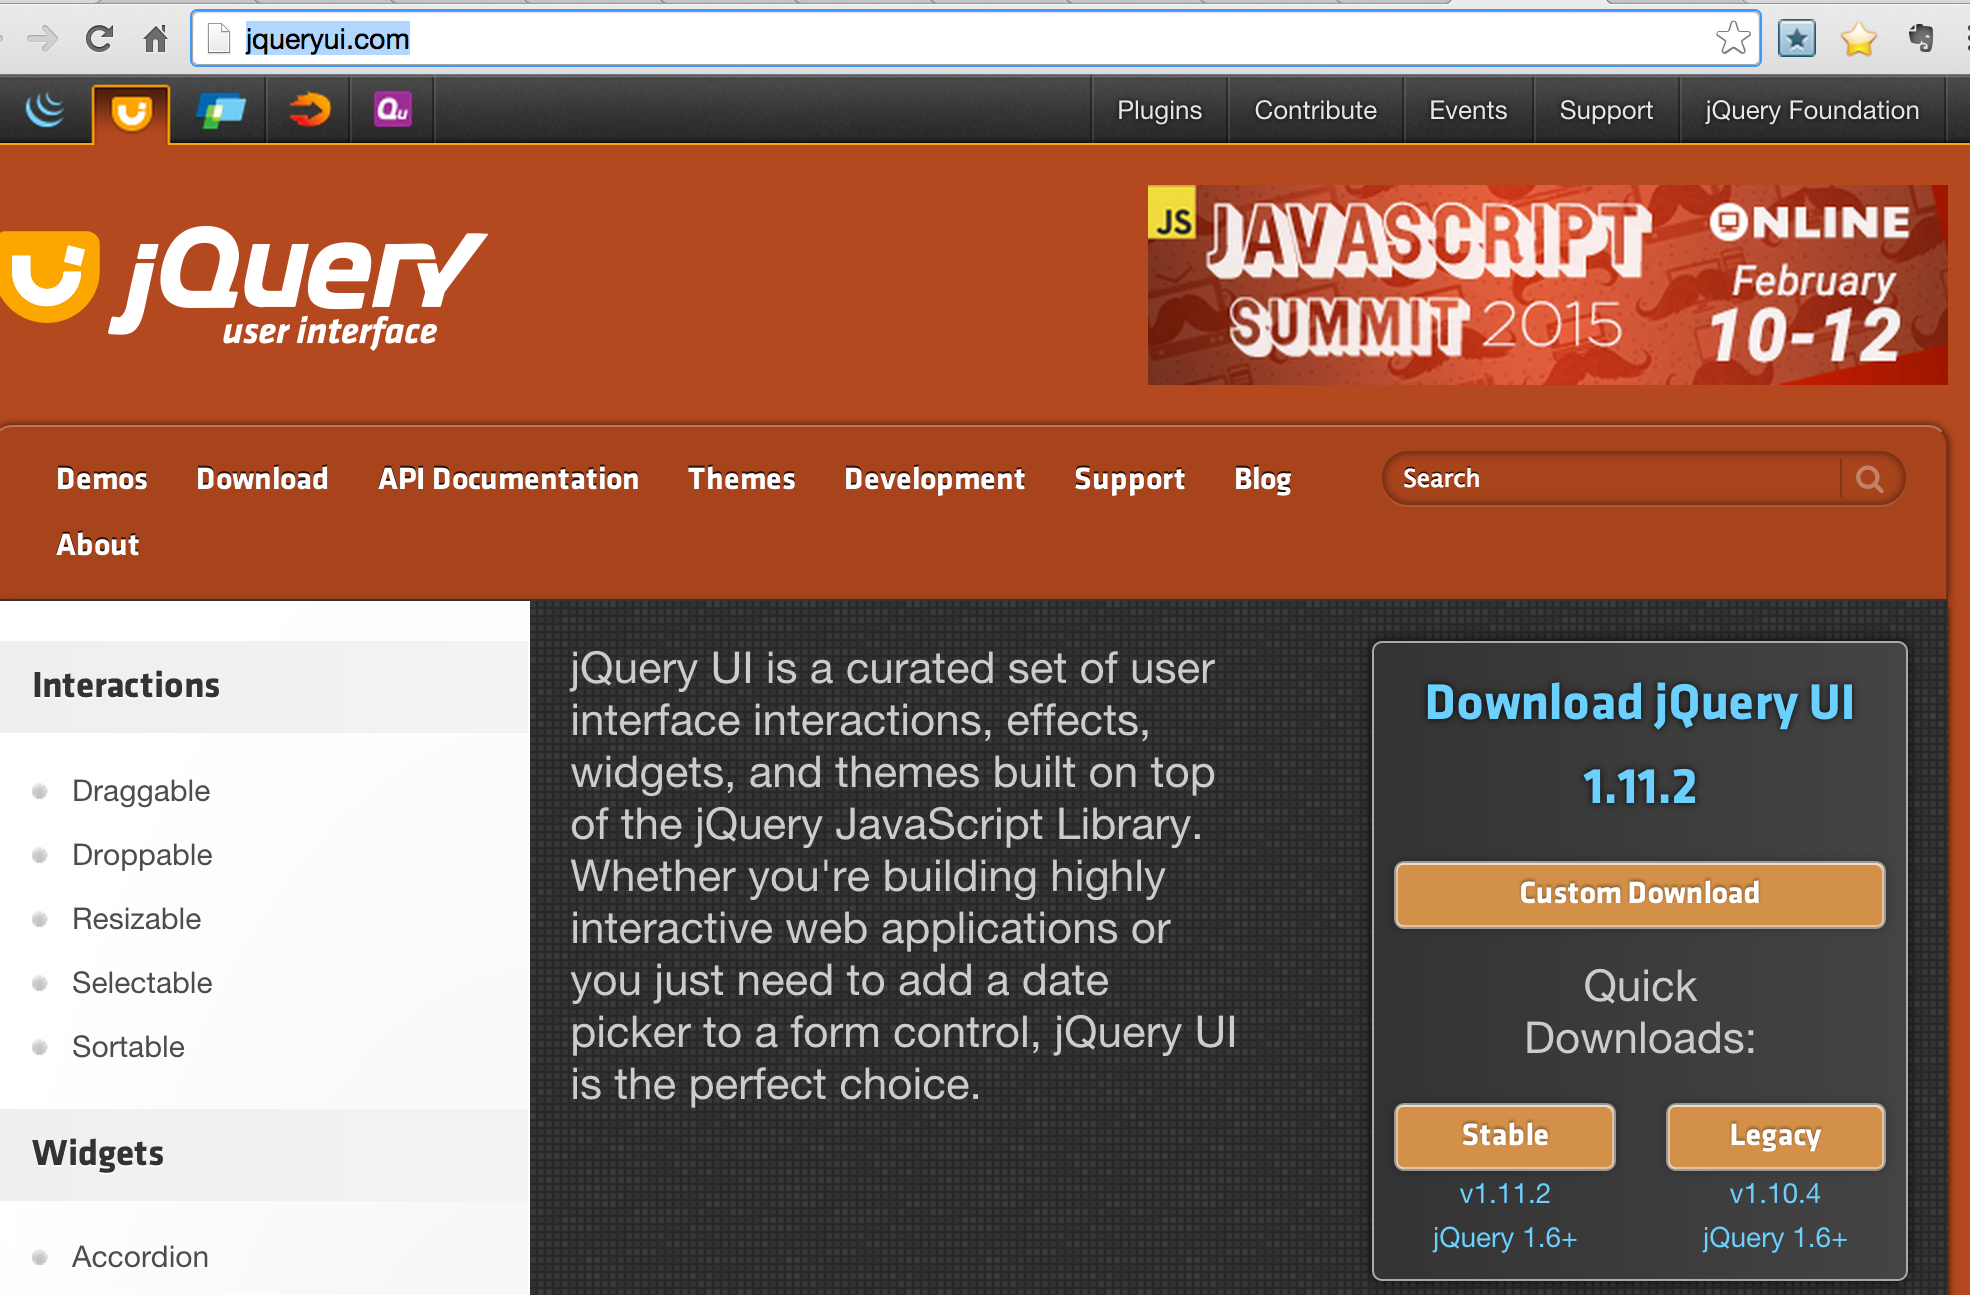 jqueryui.com
Qu
Plugins Contribute Events Support jQuery Foundation
jQuery
user interface
JS
JAVASCRIPT
SUMMIT 2015
ONLINE
February
10-12
Demos Download API Documentation Themes Development Support Blog
About
Search
Interactions
Draggable
Droppable
Resizable
Selectable
Sortable
Widgets
Accordion
jQuery UI is a curated set of user
interface interactions, effects,
widgets, and themes built on top
of the jQuery JavaScript Library.
Whether you're building highly
interactive web applications or
you just need to add a date
picker to a form control, jQuery UI
is the perfect choice.
Download jQuery UI
1.11.2
Custom Download
Quick
Downloads:
Stable
v1.11.2
jQuery 1.6+
Legacy
v1.10.4
jQuery 1.6+